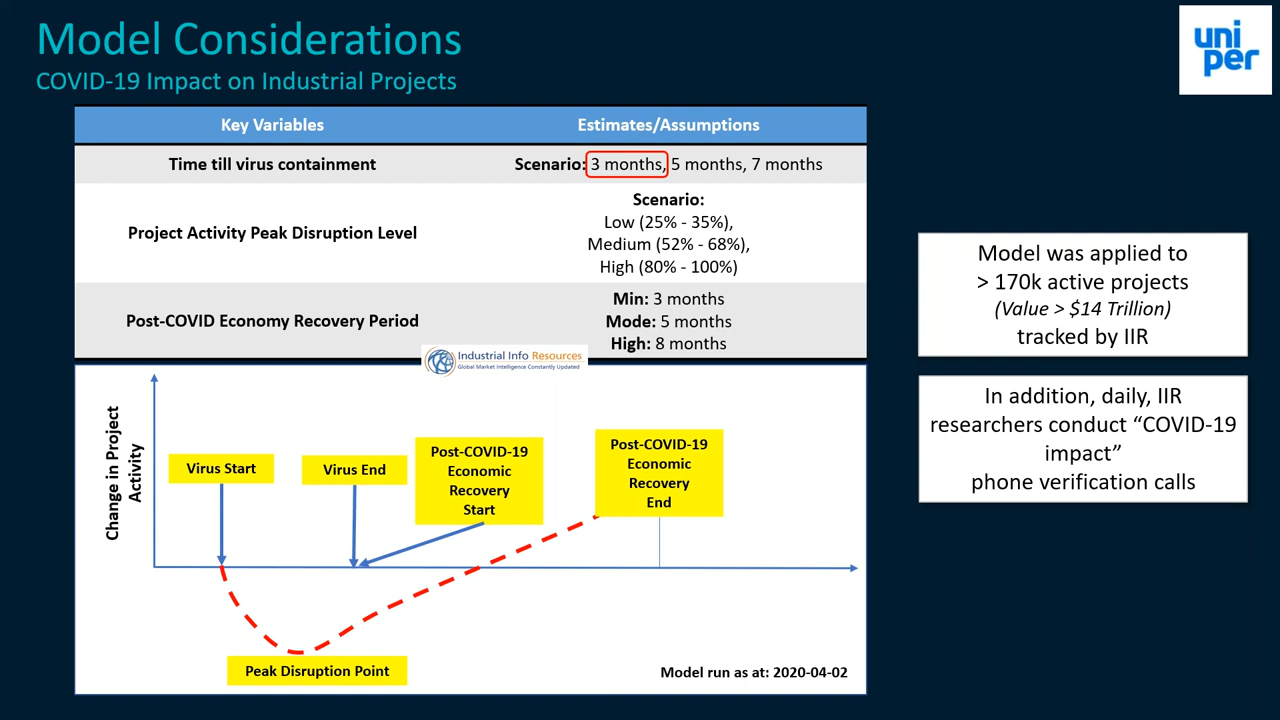 Model Considerations
COVID-19 Impact on Industrial Projects
uni
per
Key Variables
Estimates/Assumptions
Time till virus containment
Scenario: 3 months, 5 months, 7 months
Project Activity Peak Disruption Level
Scenario:
Low (25% - 35%),
Medium (52% - 68%),
High (80% - 100%)
Post-COVID Economy Recovery Period
Min: 3 months
Mode: 5 months
High: 8 months
Industrial Info Resources
Global Market Intelligence Constantly Updated
Change in Project
Activity
Virus Start
Virus End
Post-COVID-19
Economic
Recovery
Start
Post-COVID-19
Economic
Recovery
End
Peak Disruption Point
Model run as at: 2020-04-02
Model was applied to
> 170k active projects
(Value > $14 Trillion)
tracked by IIR
In addition, daily, IIR
researchers conduct “COVID-19
impact”
phone verification calls